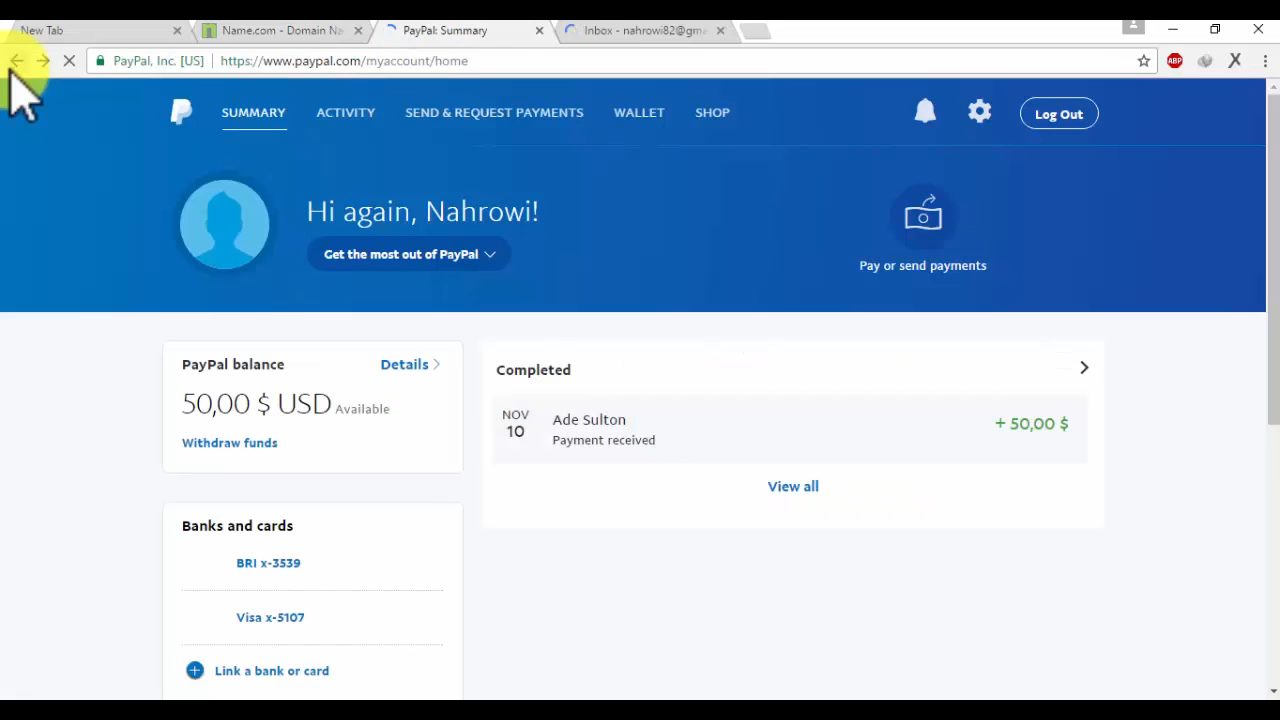 New Tab
Name.com - Domain Na
PayPal: Summary
Inbox - nahrowi82@gma
PayPal, Inc. [US]
https://www.paypal.com/myaccount/home
ABP
X
SUMMARY
ACTIVITY
SEND & REQUEST PAYMENTS
WALLET
SHOP
Log Out
Hi again, Nahrowi!
Get the most out of PayPal
Pay or send payments
PayPal balance
Details
50,00 $ USD Available
Withdraw funds
Completed
NOV
10
Ade Sulton
Payment received
+ 50,00 $
View all
Banks and cards
BRI x-3539
Visa x-5107
Link a bank or card